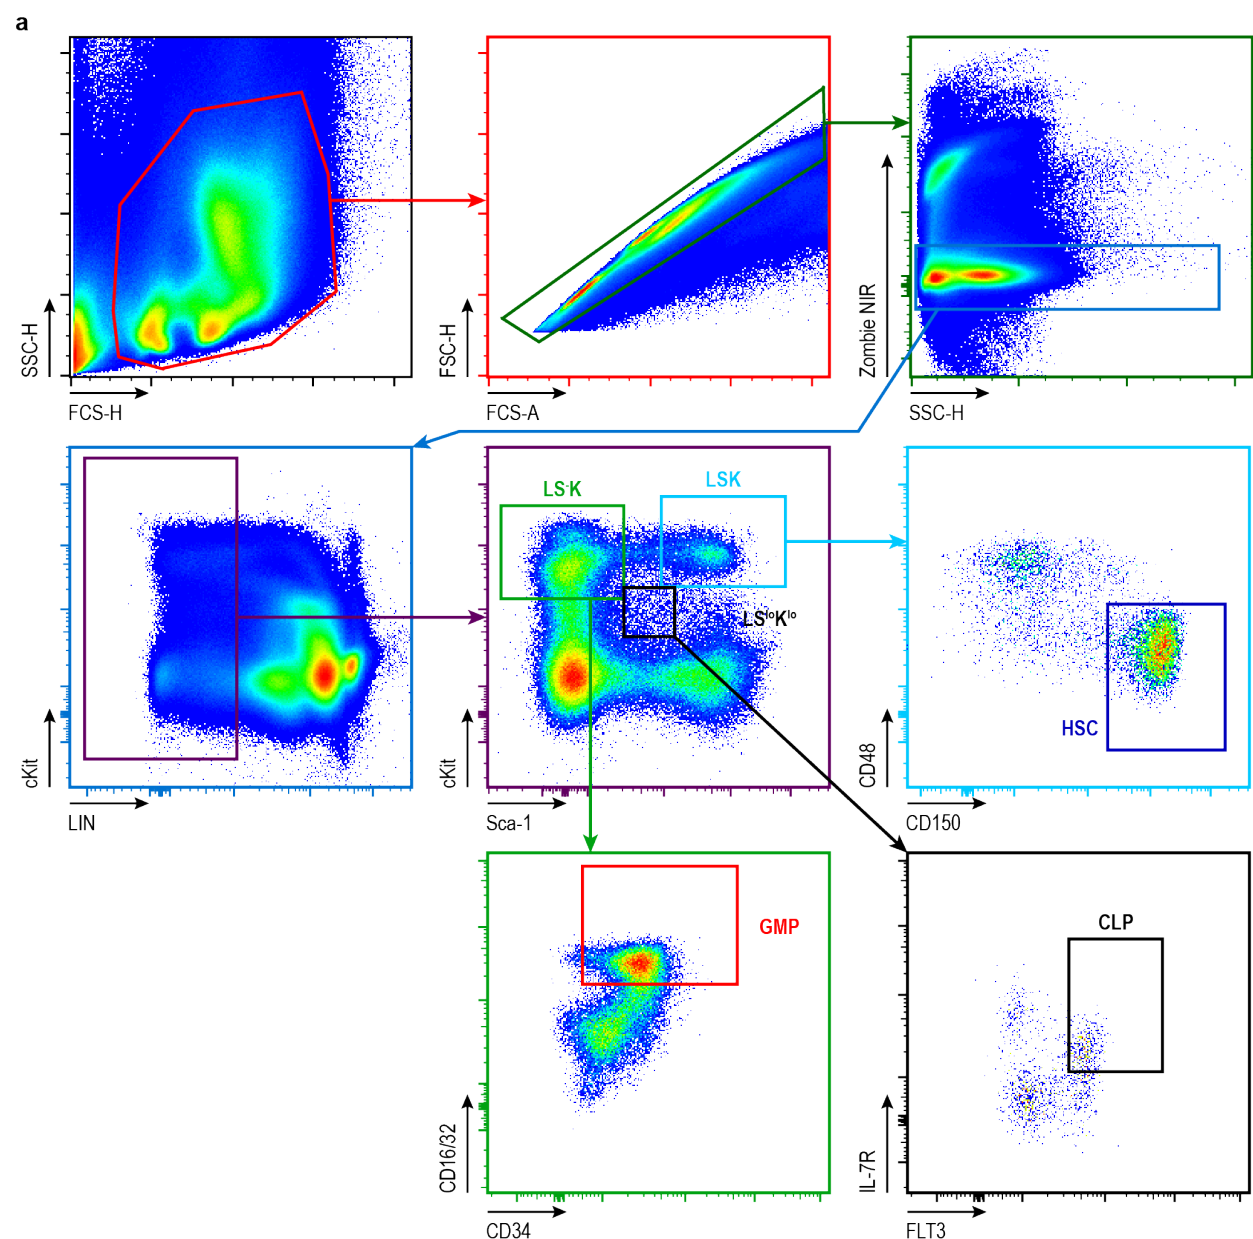 a
SSC-H
FCS-H
FSC-H
FCS-A
Zombie NIR
SSC-H
cKit
LIN
LS⁻K
LSK
LSˡᵒKˡᵒ
cKit
Sca-1
HSC
CD48
CD150
GMP
CD16/32
CD34
CLP
IL-7R
FLT3